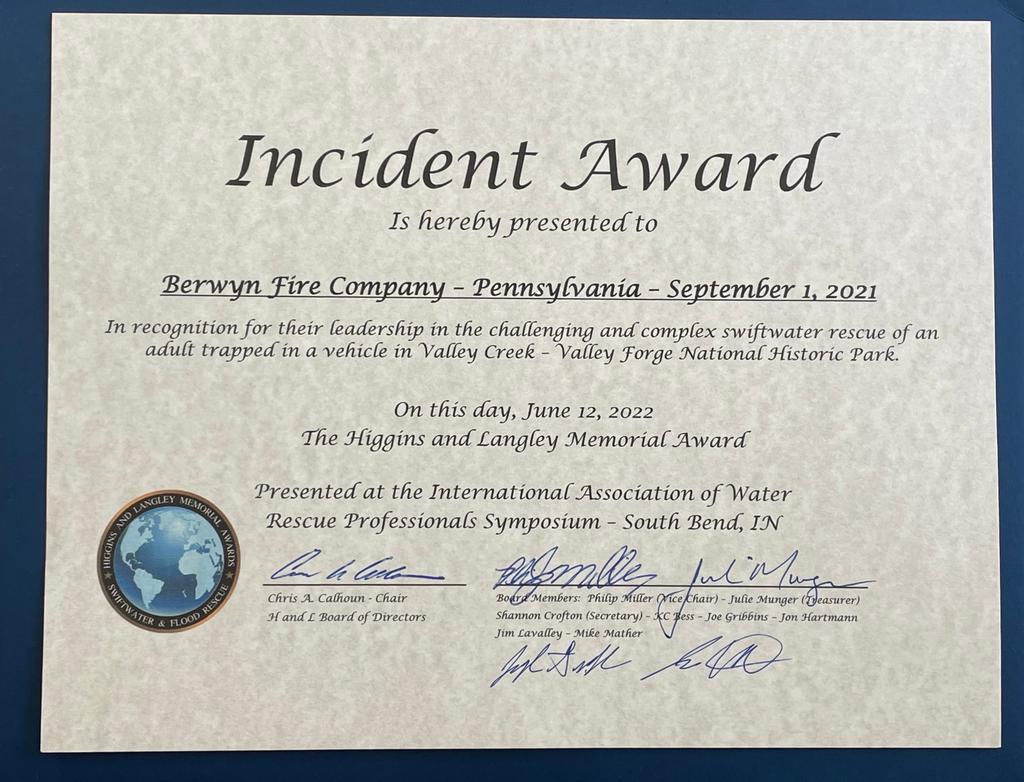 Incident Award
Is hereby presented to
Berwyn Fire Company – Pennsylvania – September 1, 2021
In recognition for their leadership in the challenging and complex swiftwater rescue of an
adult trapped in a vehicle in Valley Creek – Valley Forge National Historic Park.
On this day, June 12, 2022
The Higgins and Langley Memorial Award
Presented at the International Association of Water
Rescue Professionals Symposium – South Bend, IN
HIGGINS AND LANGLEY MEMORIAL AWARDS
SWIFTWATER & FLOOD RESCUE
Chris A. Calhoun - Chair
H and L Board of Directors
Board Members: Philip Miller (Vice Chair) – Julie Munger (Treasurer)
Shannon Crofton (Secretary) – KC Bess – Joe Gribbins – Jon Hartmann
Jim Lavalley – Mike Mather